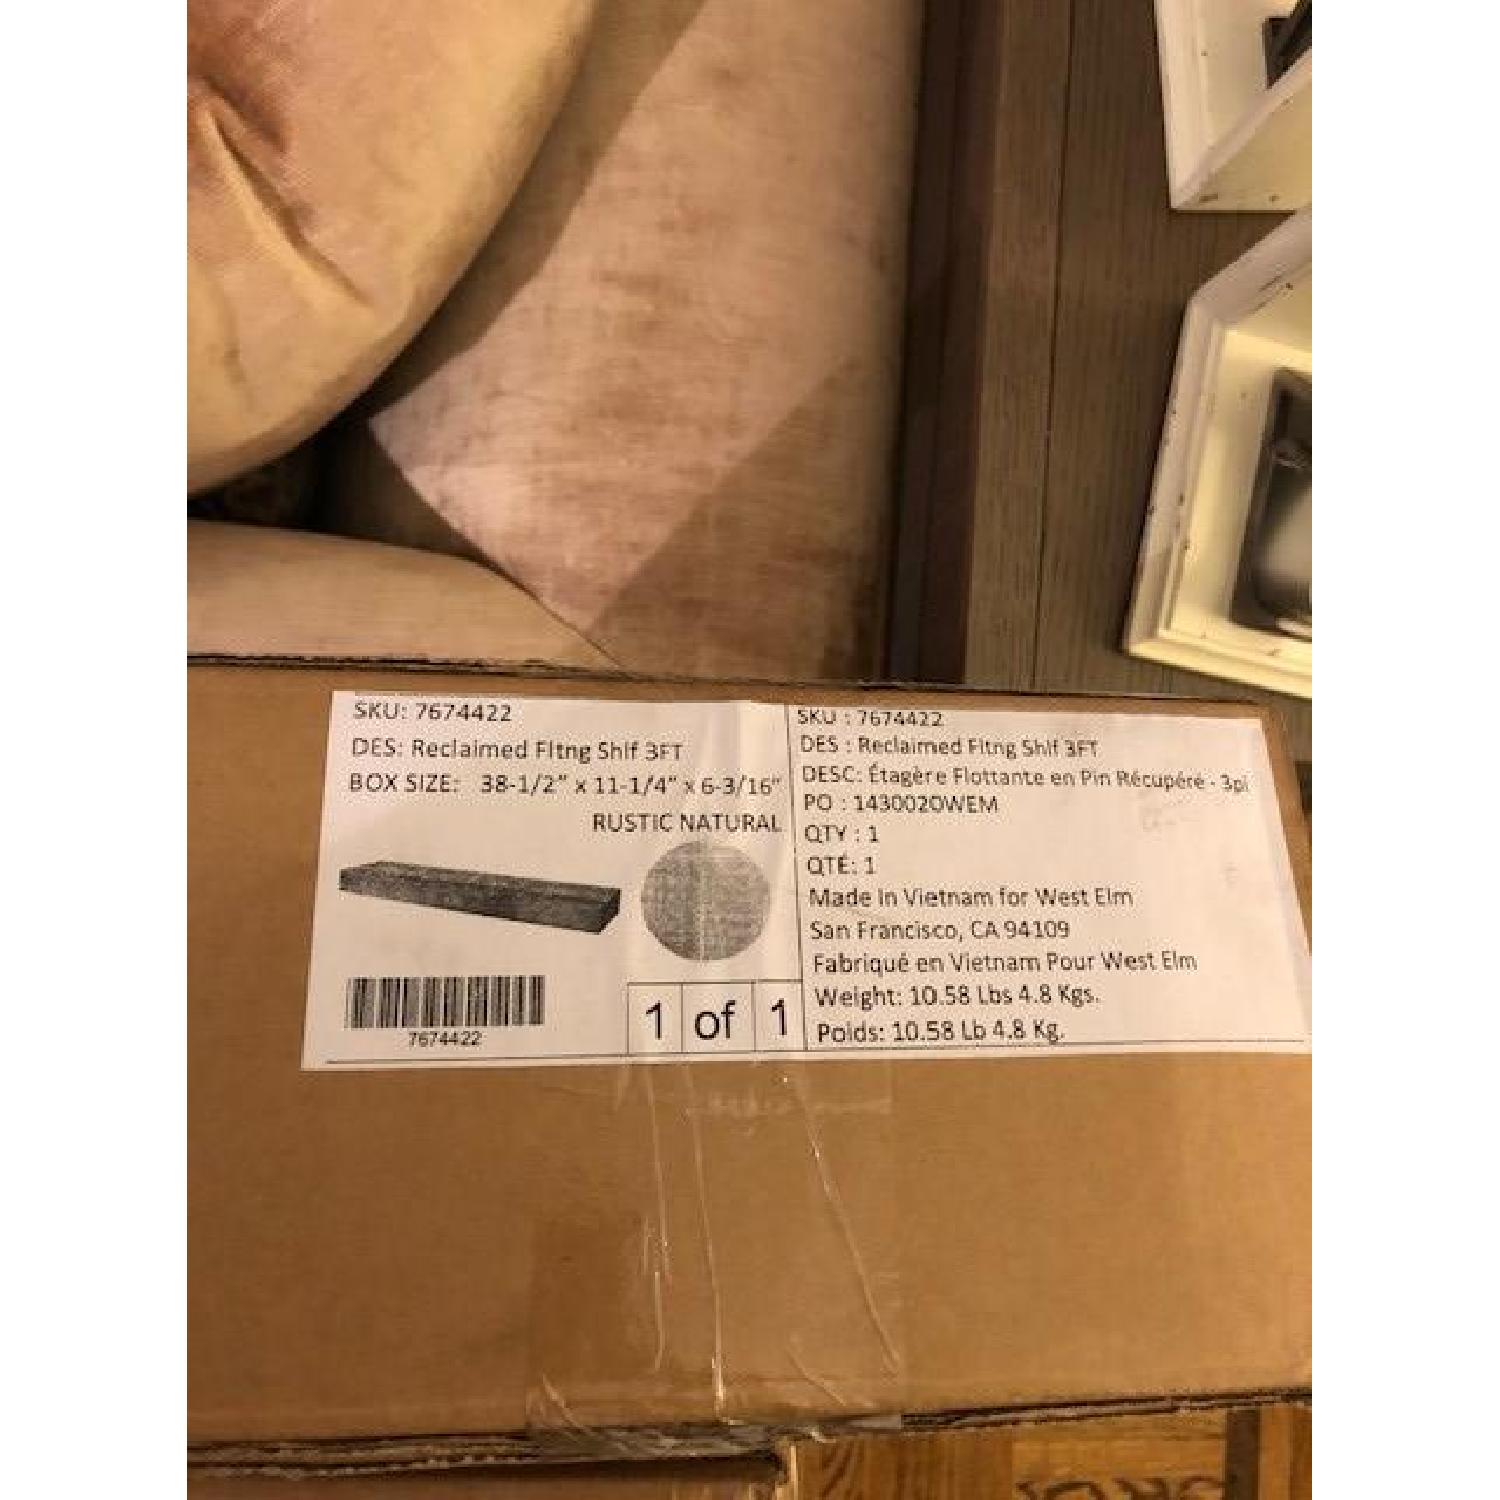 SKU: 7674422
DES: Reclaimed Fltng Shlf 3FT
BOX SIZE: 38-1/2" x 11-1/4" x 6-3/16"
RUSTIC NATURAL
7674422
1 of 1
SKU : 7674422
DES : Reclaimed Fltng Shlf 3FT
DESC: Étagère Flottante en Pin Récupéré - 3pi
PO : 1430020WEM
QTY : 1
QTÉ: 1
Made In Vietnam for West Elm
San Francisco, CA 94109
Fabriqué en Vietnam Pour West Elm
Weight: 10.58 Lbs 4.8 Kgs.
Poids: 10.58 Lb 4.8 Kg.